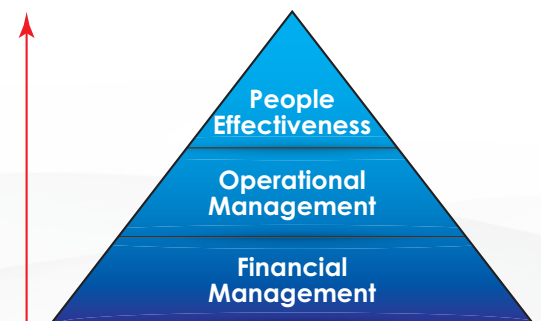 People
Effectiveness
Operational
Management
Financial
Management